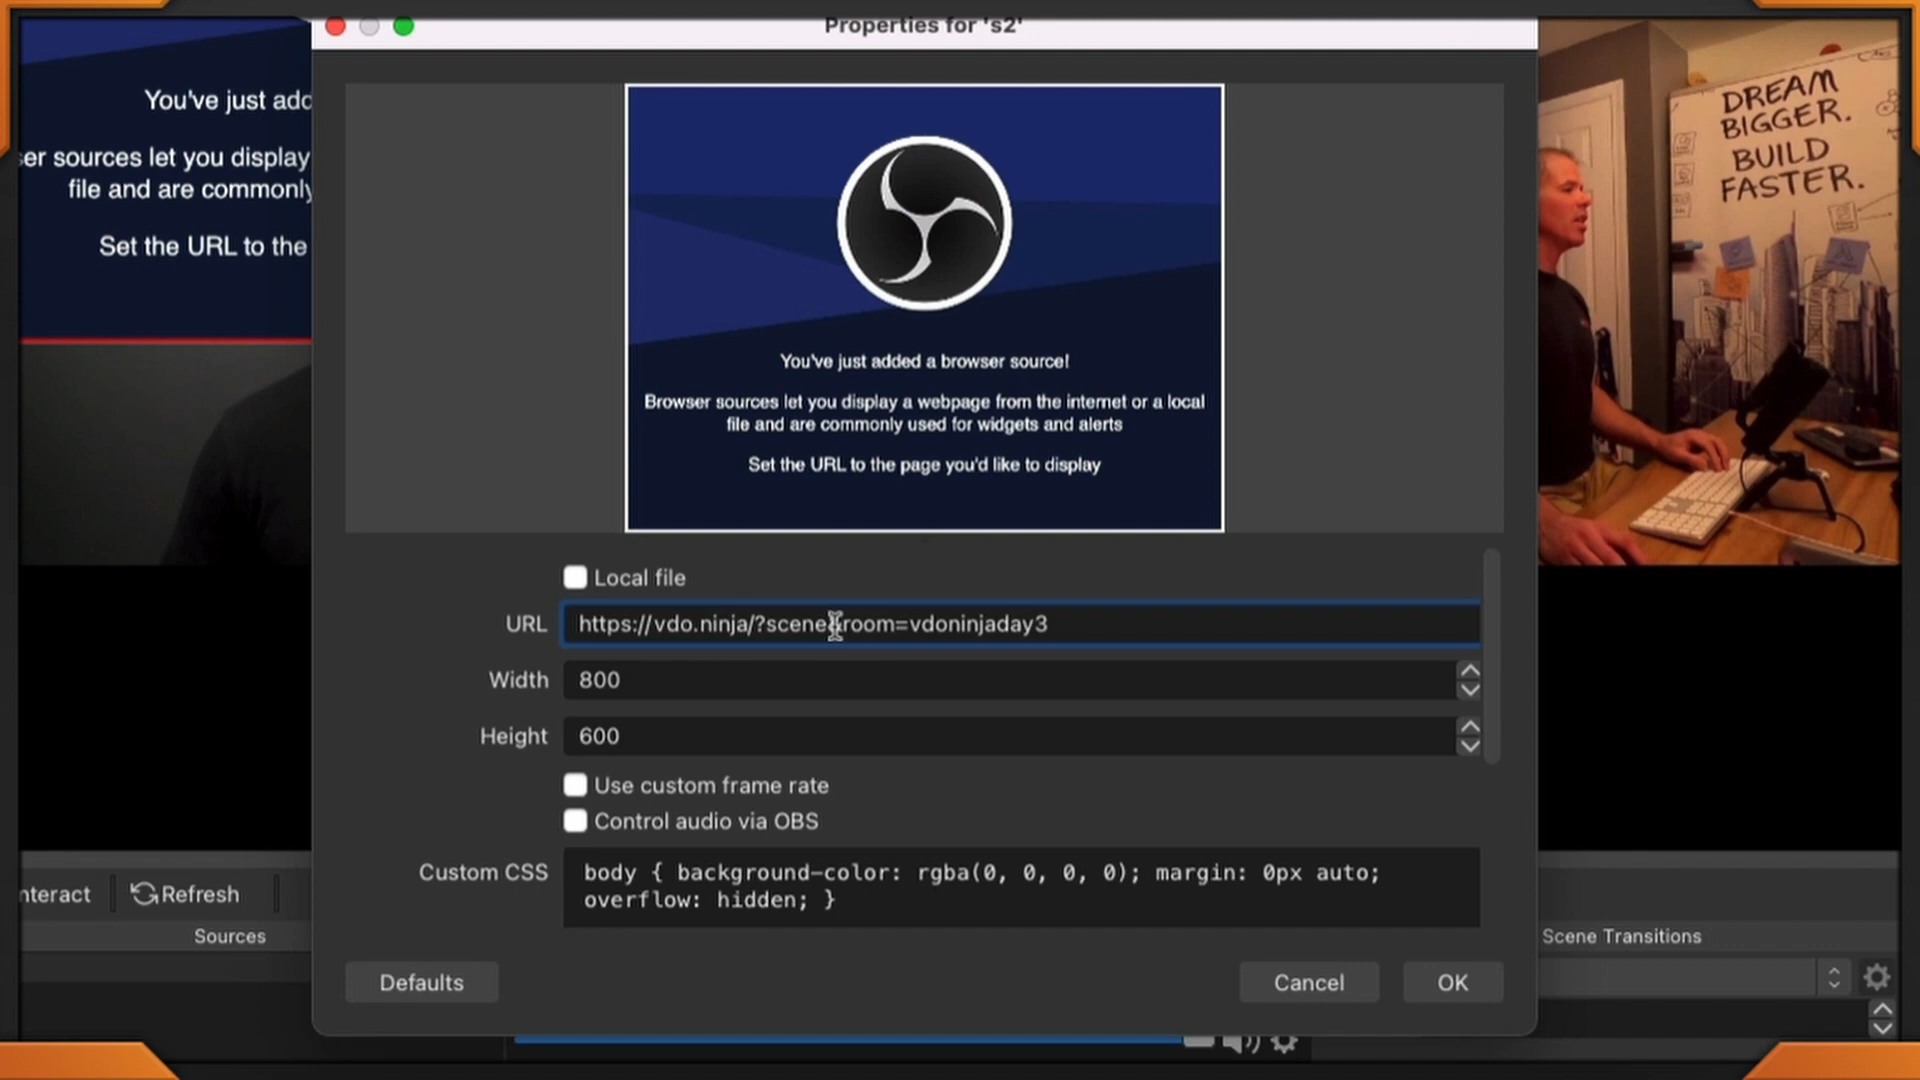 Properties for 's2'
You've just add
ser sources let you display
file and are commonly
Set the URL to the
DREAM
BIGGER.
BUILD
FASTER.
You've just added a browser source!
Browser sources let you display a webpage from the internet or a local
file and are commonly used for widgets and alerts
Set the URL to the page you'd like to display
Local file
URL https://vdo.ninja/?scene&room=vdoninjaday3
Width 800
Height 600
Use custom frame rate
Control audio via OBS
Custom CSS body { background-color: rgba(0, 0, 0, 0); margin: 0px auto;
overflow: hidden; }
nteract Refresh
Sources
Scene Transitions
Defaults Cancel OK